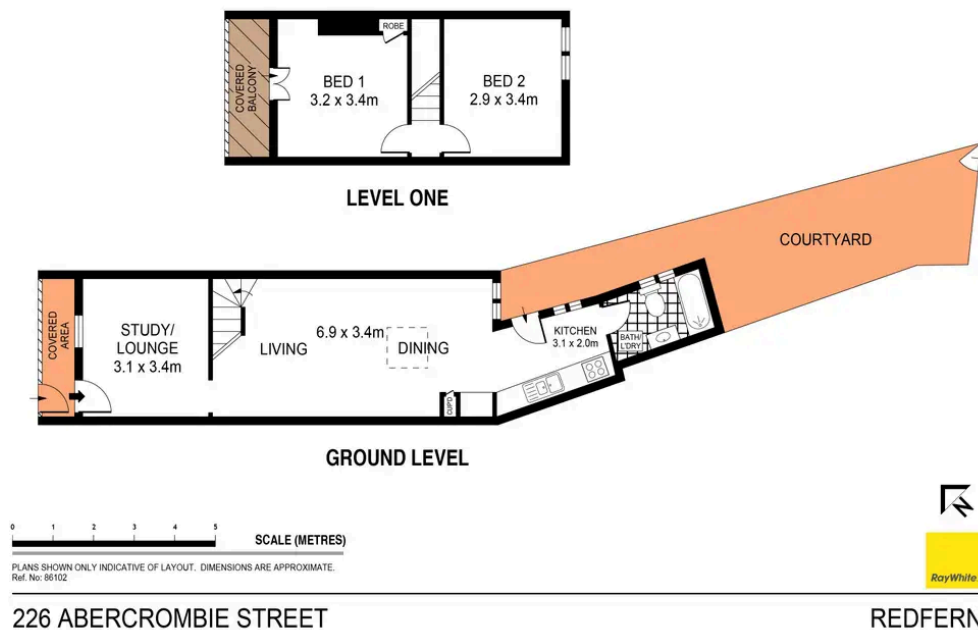 ROBE
COVERED
BALCONY
BED 1
3.2 x 3.4m
BED 2
2.9 x 3.4m
LEVEL ONE
COURTYARD
COVERED
AREA
STUDY/
LOUNGE
3.1 x 3.4m
6.9 x 3.4m
LIVING
DINING
KITCHEN
3.1 x 2.0m
BATH/
L'DRY
CUP'D
GROUND LEVEL
N
0 1 2 3 4 5
SCALE (METRES)
PLANS SHOWN ONLY INDICATIVE OF LAYOUT. DIMENSIONS ARE APPROXIMATE.
Ref. No: 86102
RayWhite
226 ABERCROMBIE STREET
REDFERN